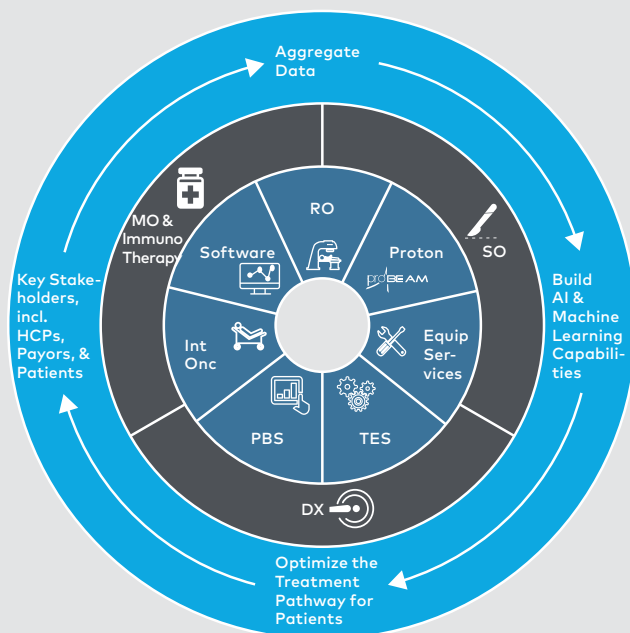 Aggregate
Data
RO
MO &
Immuno
Therapy
Software
Proton
proBEAM
SO
Key Stake-
holders,
incl.
HCPs,
Payors, &
Patients
Build
AI &
Machine
Learning
Capabili-
ties
Int
Onc
Equip
Ser-
vices
PBS
TES
DX
Optimize the
Treatment
Pathway for
Patients